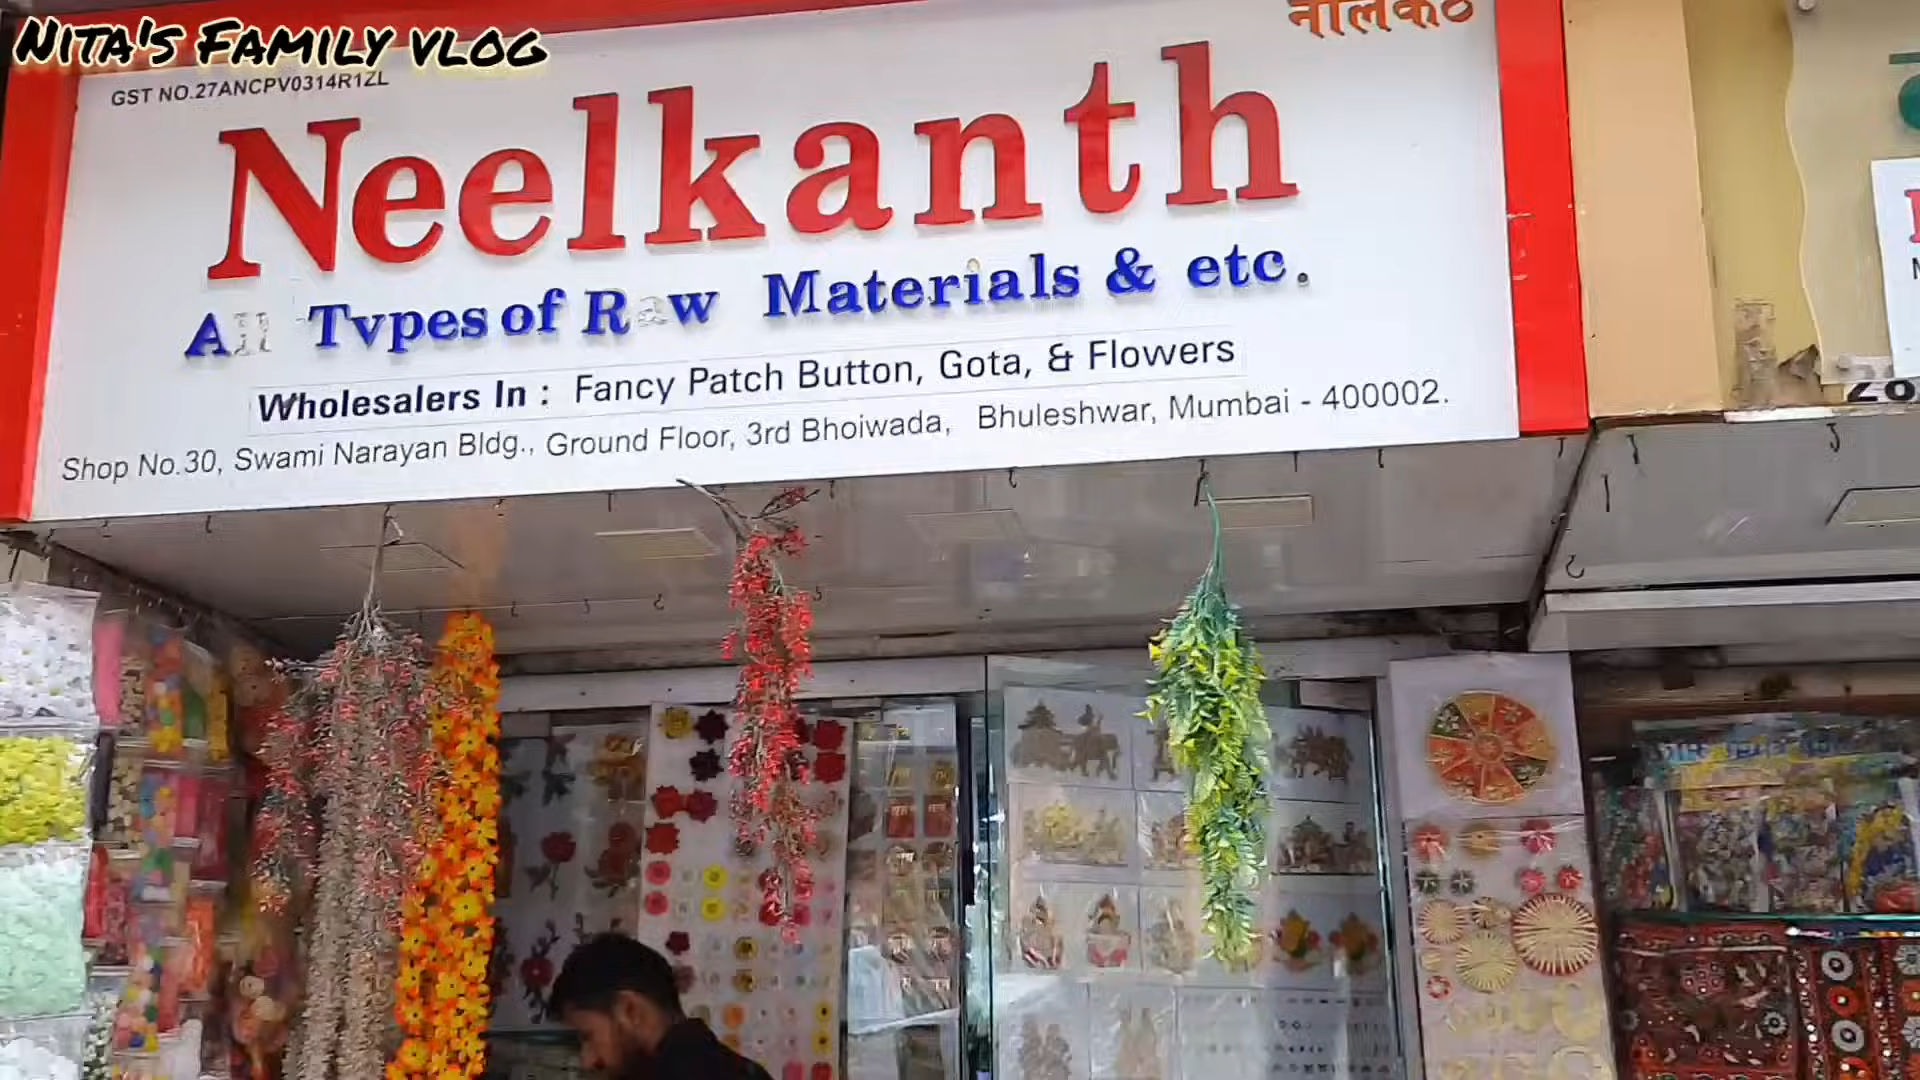 NITA'S FAMILY VLOG
नीलकंठ
GST NO.27ANCPV0314R1ZL
Neelkanth
All Types of Raw Materials & etc.
Wholesalers In : Fancy Patch Button, Gota, & Flowers
Shop No.30, Swami Narayan Bldg., Ground Floor, 3rd Bhoiwada, Bhuleshwar, Mumbai - 400002.